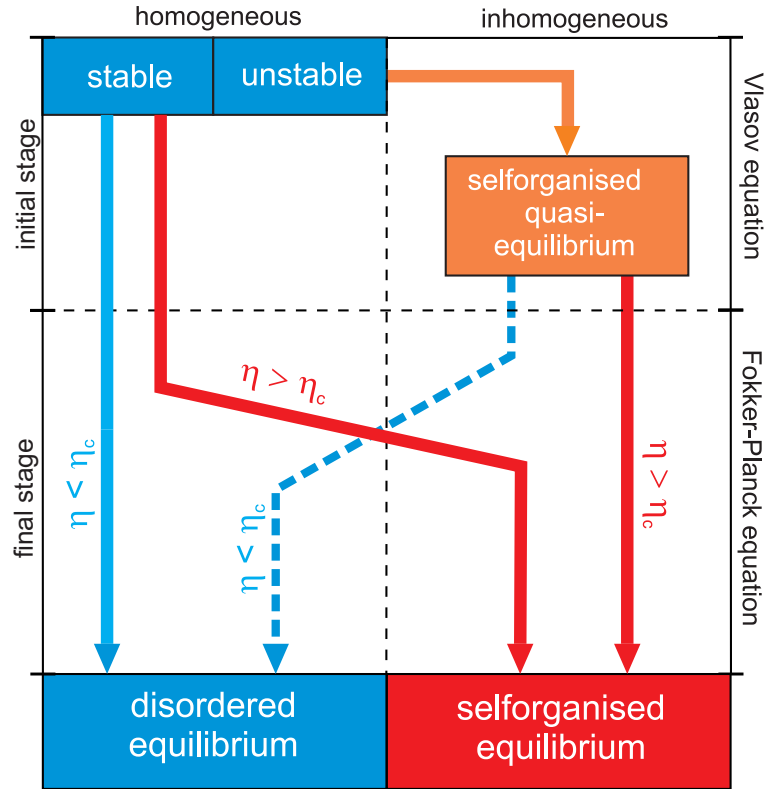 homogeneous
inhomogeneous
stable
unstable
initial stage
Vlasov equation
selforganised
quasi-
equilibrium
final stage
Fokker-Planck equation
η > ηc
η < ηc
η < ηc
η > ηc
disordered
equilibrium
selforganised
equilibrium